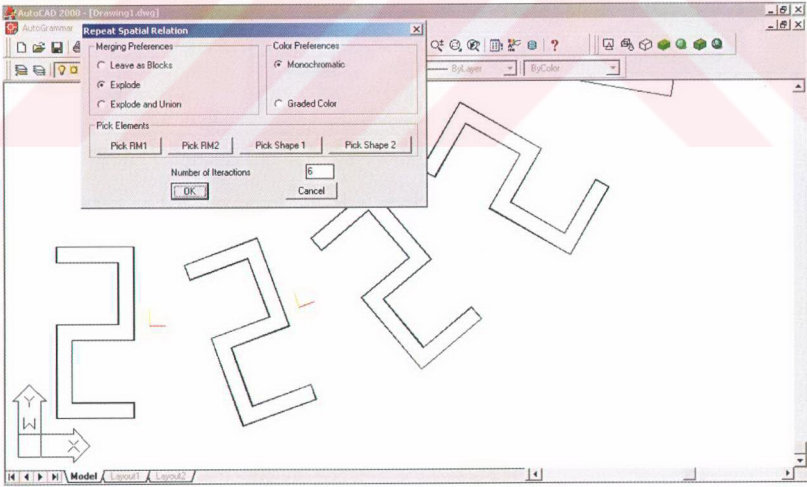 AutoCAD 2000 - [Drawing1.dwg]
AutoGrammar
Repeat Spatial Relation
Merging Preferences
Leave as Blocks
Explode
Explode and Union
Color Preferences
Monochromatic
Graded Color
Pick Elements
Pick RM1 Pick RM2 Pick Shape 1 Pick Shape 2
Number of Iteractions 6
OK Cancel
ByLayer ByColor
Y
W
X
Model Layout1 Layout2